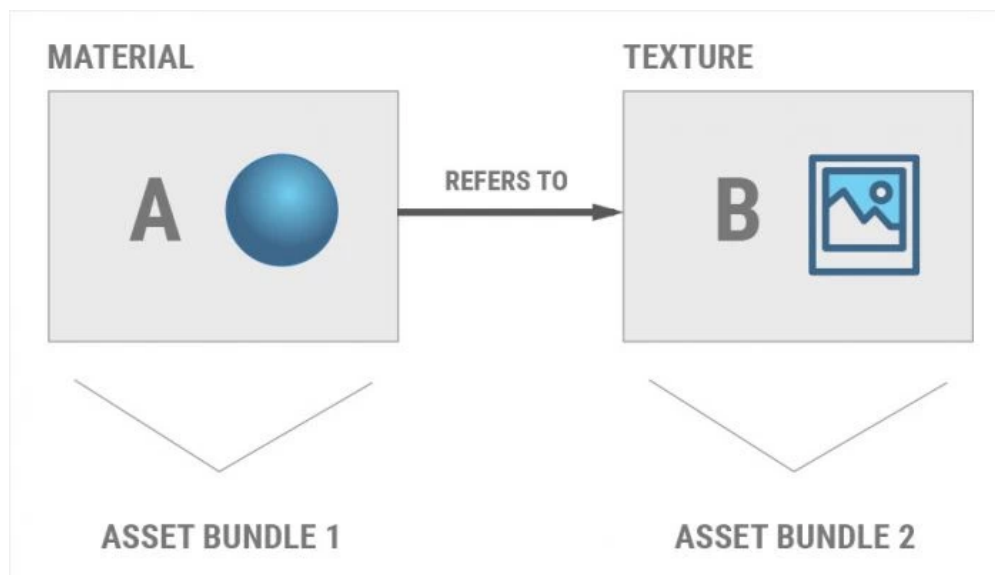 MATERIAL
TEXTURE
A
REFERS TO
B
ASSET BUNDLE 1
ASSET BUNDLE 2